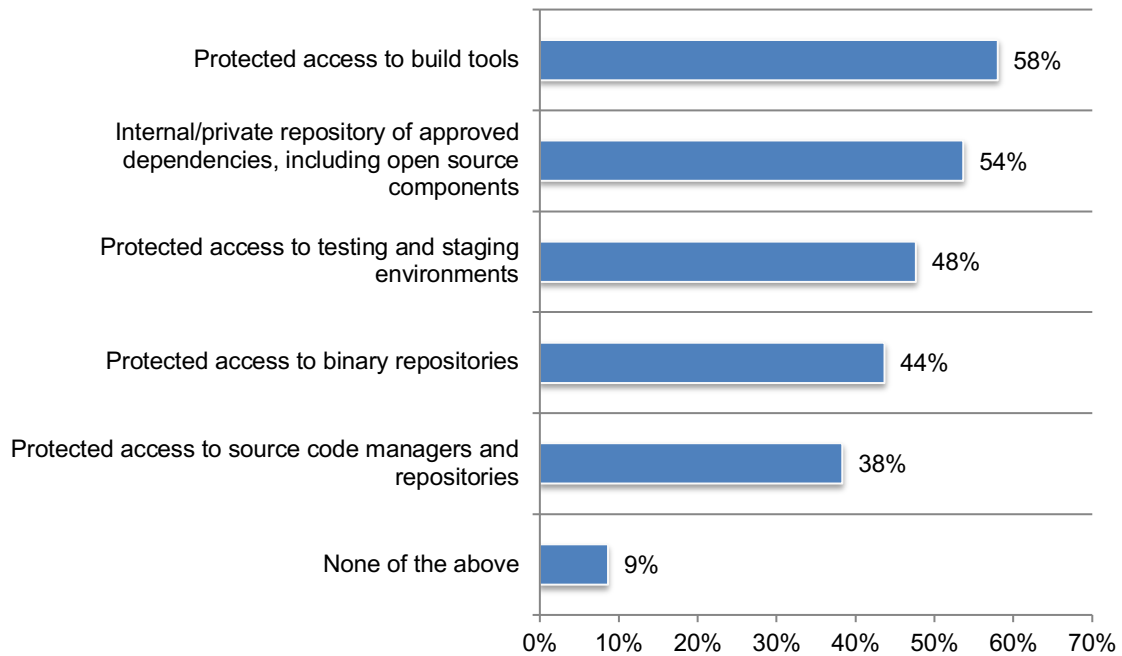 Protected access to build tools
58%
Internal/private repository of approved
dependencies, including open source
components
54%
Protected access to testing and staging
environments
48%
Protected access to binary repositories
44%
Protected access to source code managers and
repositories
38%
None of the above
9%
0% 10% 20% 30% 40% 50% 60% 70%